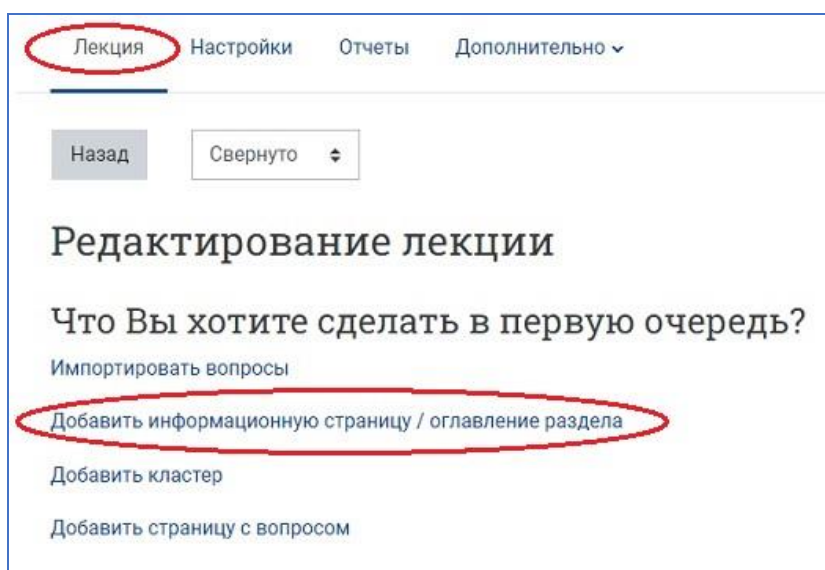 Лекция Настройки Отчеты Дополнительно
Назад Свернуто
Редактирование лекции
Что Вы хотите сделать в первую очередь?
Импортировать вопросы
Добавить информационную страницу / оглавление раздела
Добавить кластер
Добавить страницу с вопросом